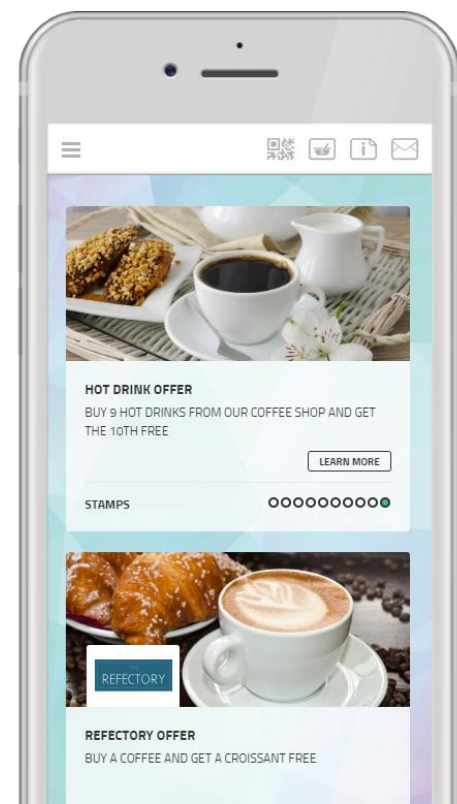 HOT DRINK OFFER
BUY 9 HOT DRINKS FROM OUR COFFEE SHOP AND GET
THE 10TH FREE
LEARN MORE
STAMPS
REFECTORY
REFECTORY OFFER
BUY A COFFEE AND GET A CROISSANT FREE